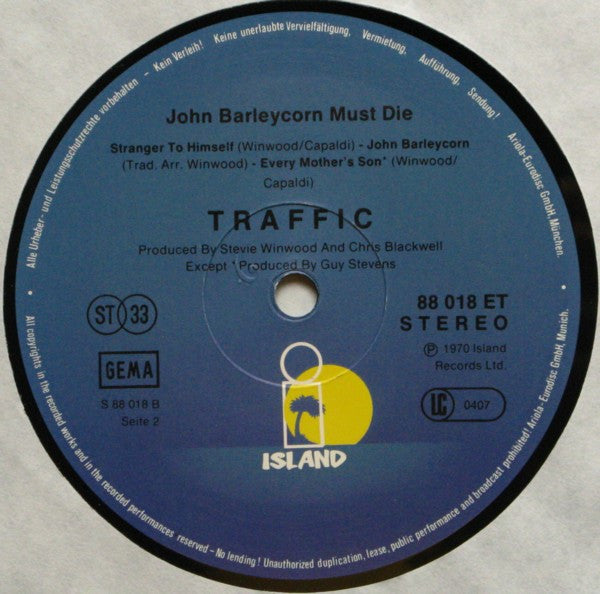 Alle Urheber- und Leistungsschutzrechte vorbehalten - Kein Verleih! Keine unerlaubte Vervielfältigung, Vermietung, Aufführung, Sendung! Ariola-Eurodisc GmbH, München.
John Barleycorn Must Die
Stranger To Himself (Winwood/Capaldi) - John Barleycorn
(Trad. Arr. Winwood) - Every Mother's Son* (Winwood/
Capaldi)
TRAFFIC
Produced By Stevie Winwood And Chris Blackwell
Except * Produced By Guy Stevens
ST 33
88 018 ET
STEREO
GEMA
℗ 1970 Island
Records Ltd.
S 88 018 B
Seite 2
LC 0407
i
ISLAND
All copyrights in the recorded works and in the recorded performances reserved - No lending! Unauthorized duplication, lease, public performance and broadcast prohibited! Ariola-Eurodisc GmbH, Munich.